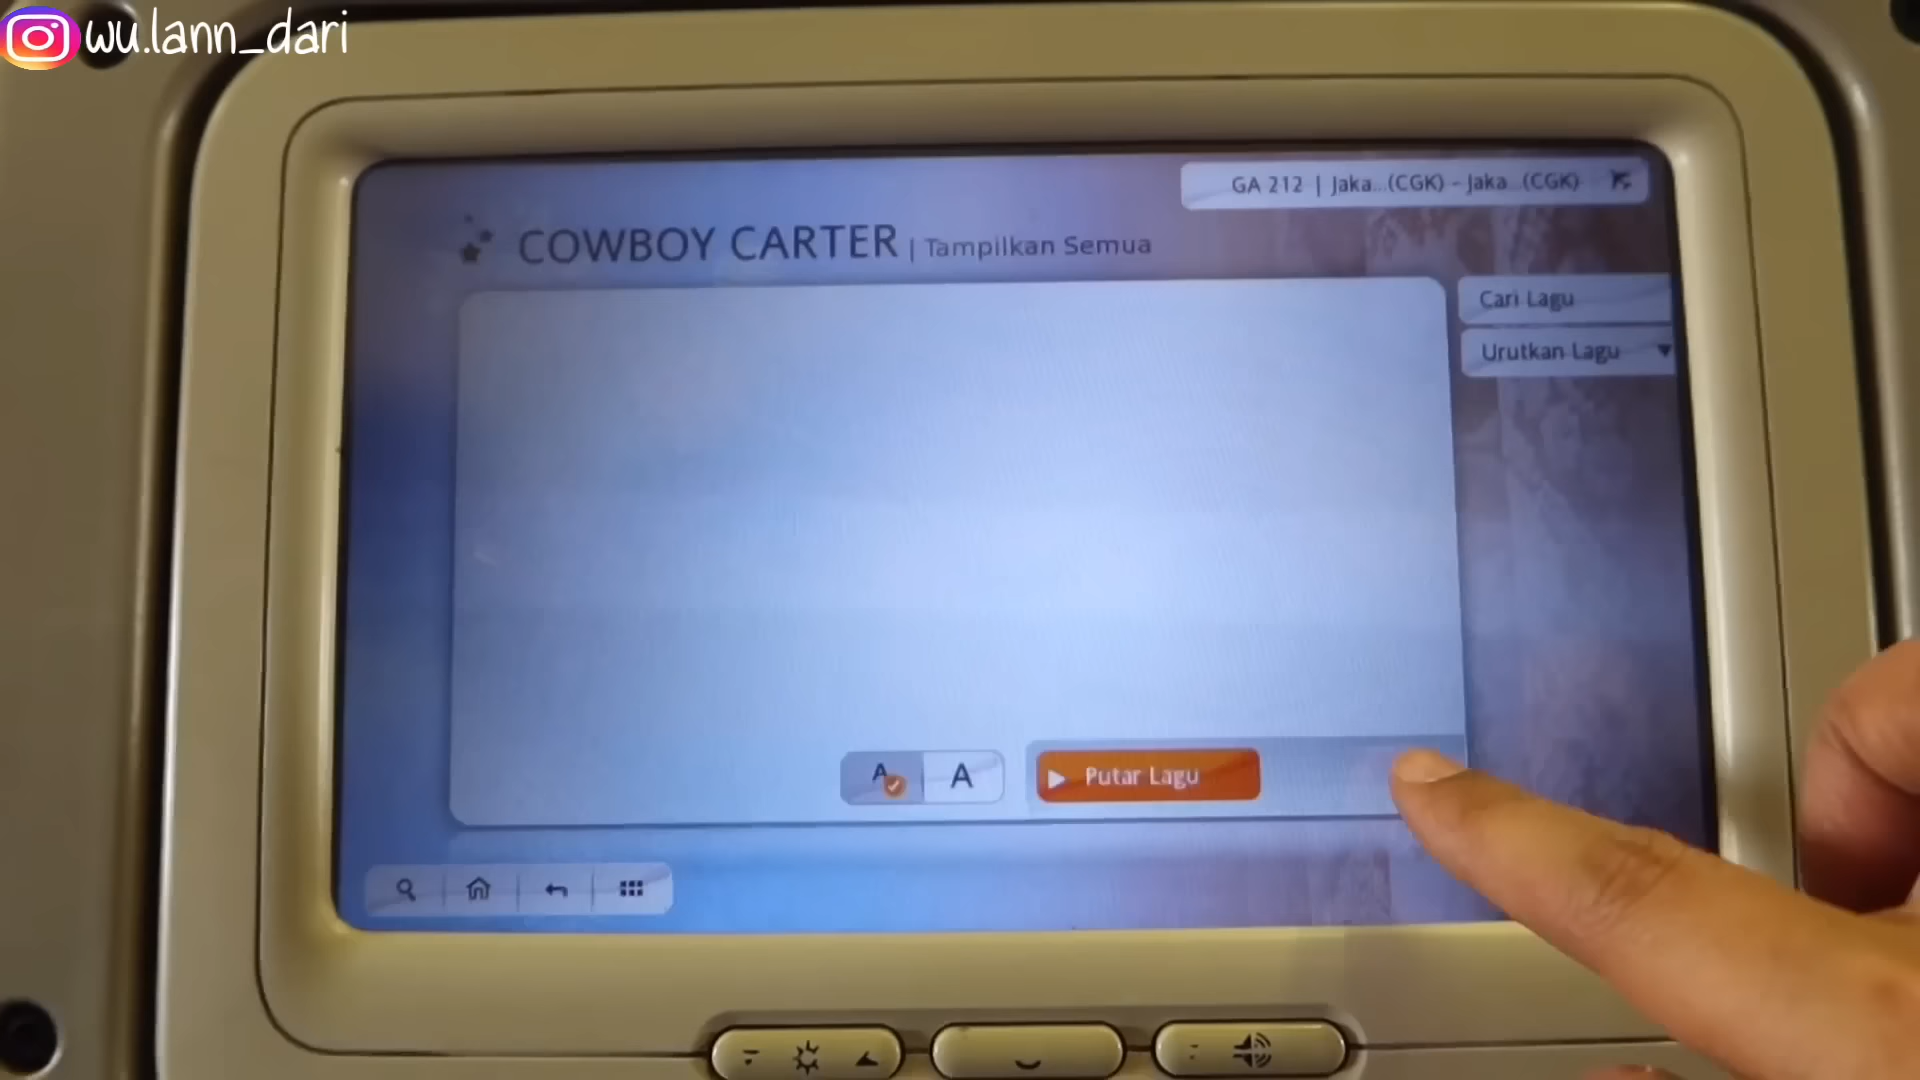 wu.lann_dari
GA 212 | Jaka...(CGK) - Jaka...(CGK)
COWBOY CARTER | Tampilkan Semua
Cari Lagu
Urutkan Lagu
A A
Putar Lagu